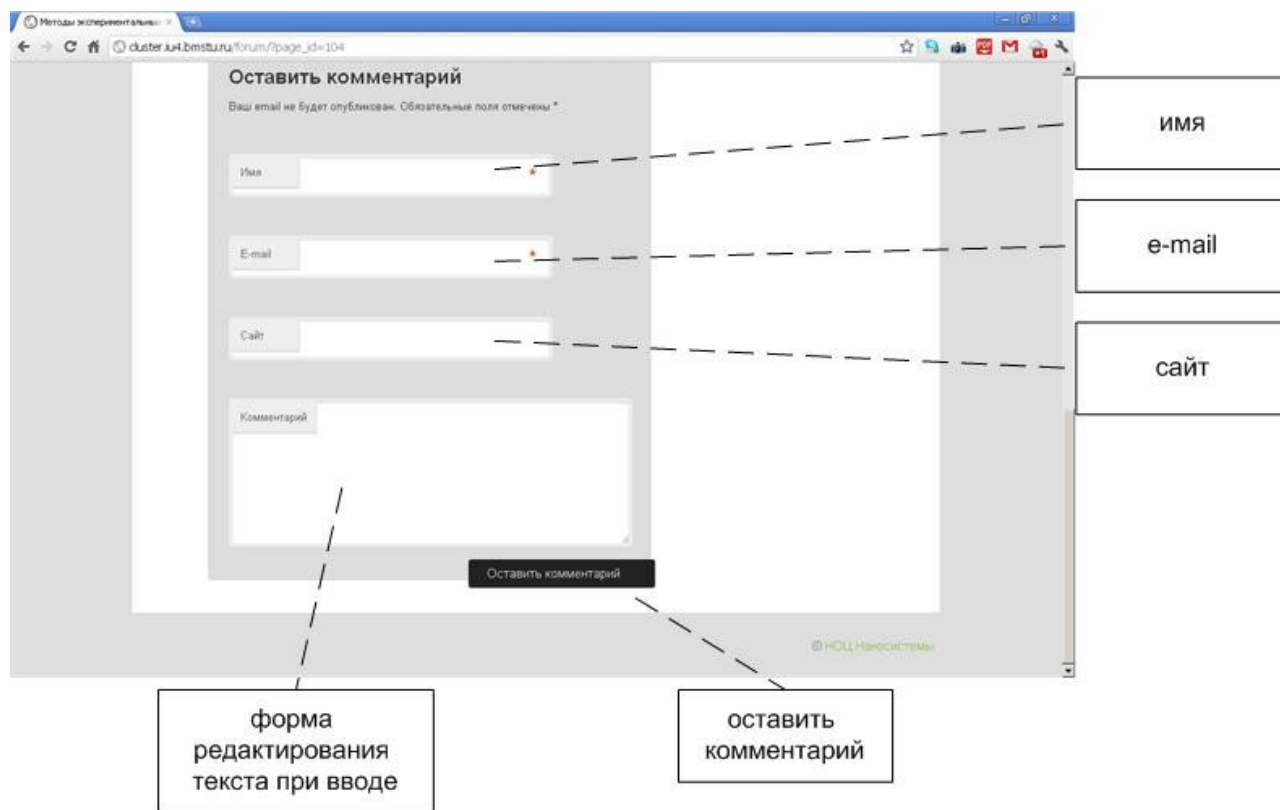 Методы экспериментальны
cluster.iu4.bmstu.ru/forum/?page_id=104
Оставить комментарий
Ваш email не будет опубликован. Обязательные поля отмечены *
имя
Имя *
e-mail
E-mail *
сайт
Сайт
Комментарий
Оставить комментарий
© НОЦ Наносистемы
форма
редактирования
текста при вводе
оставить
комментарий